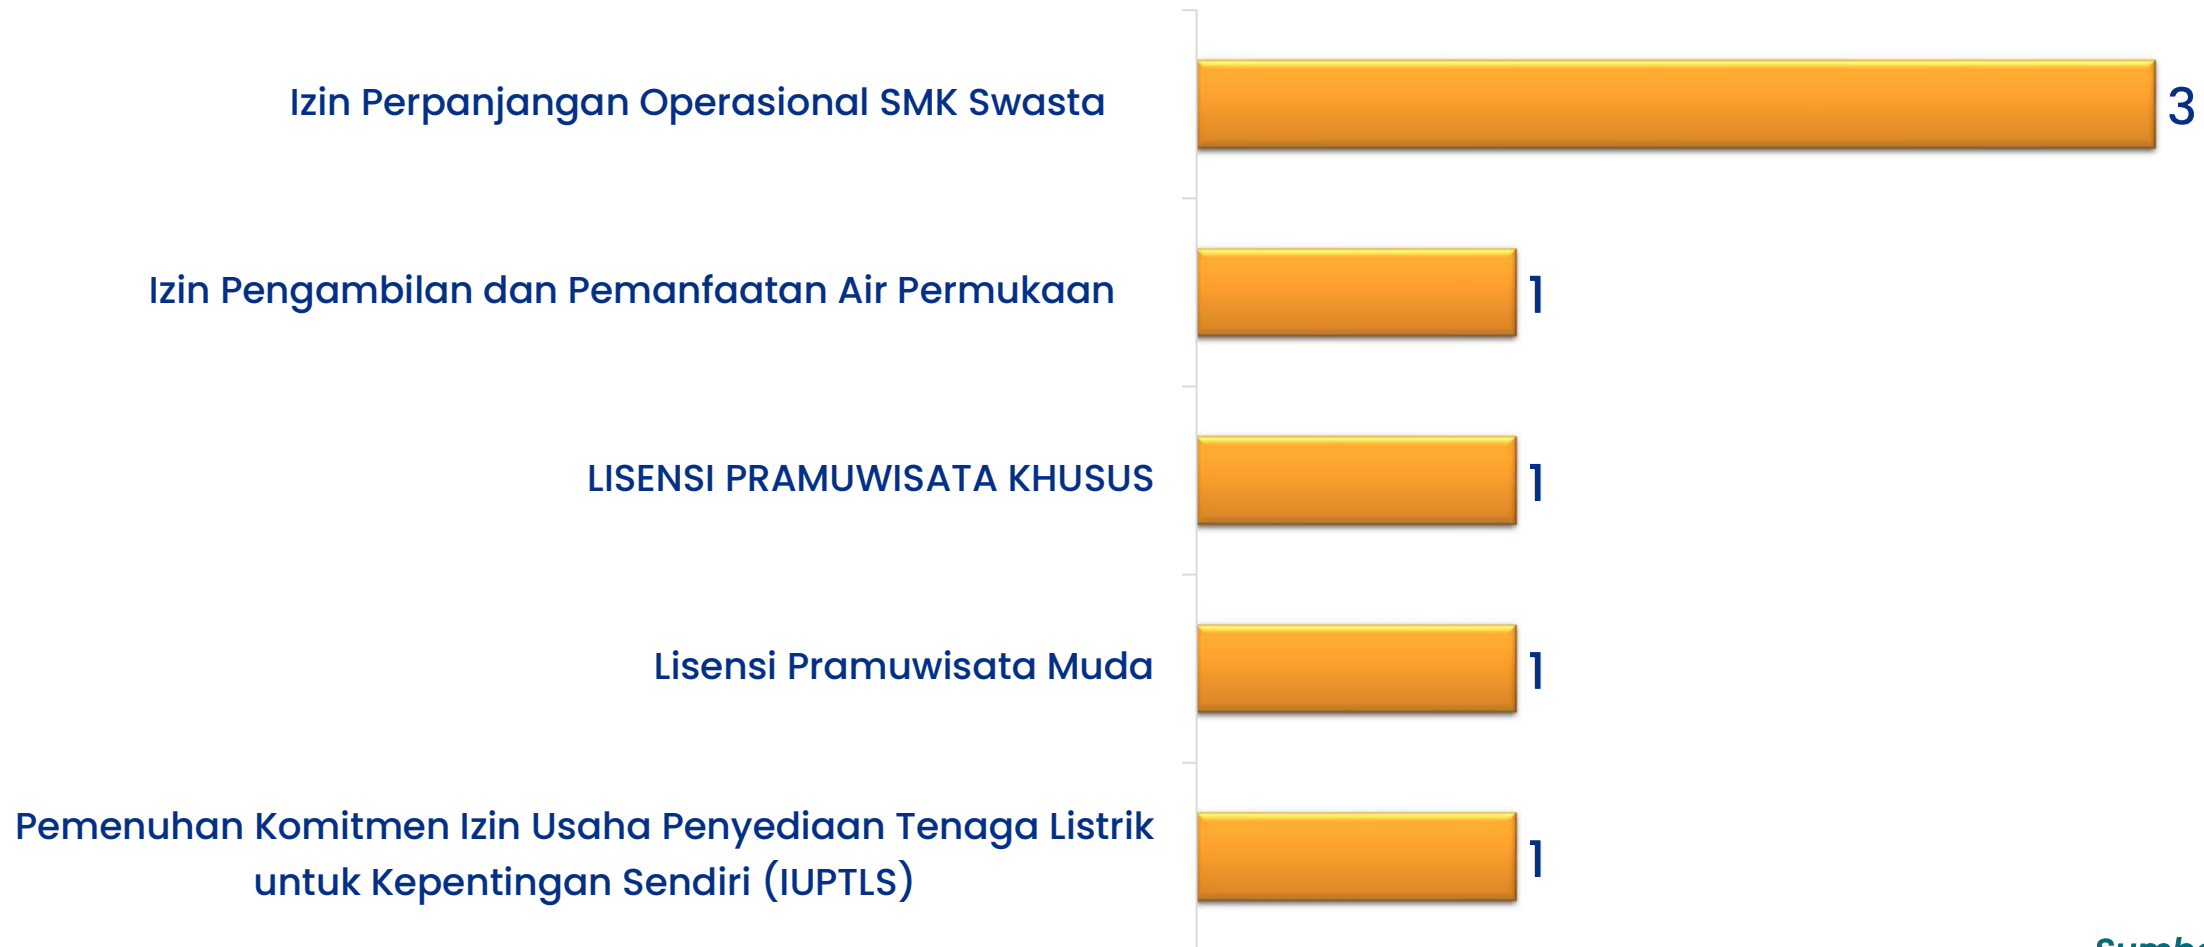 Izin Perpanjangan Operasional SMK Swasta
3
Izin Pengambilan dan Pemanfaatan Air Permukaan
1
LISENSI PRAMUWISATA KHUSUS
1
Lisensi Pramuwisata Muda
1
Pemenuhan Komitmen Izin Usaha Penyediaan Tenaga Listrik
untuk Kepentingan Sendiri (IUPTLS)
1